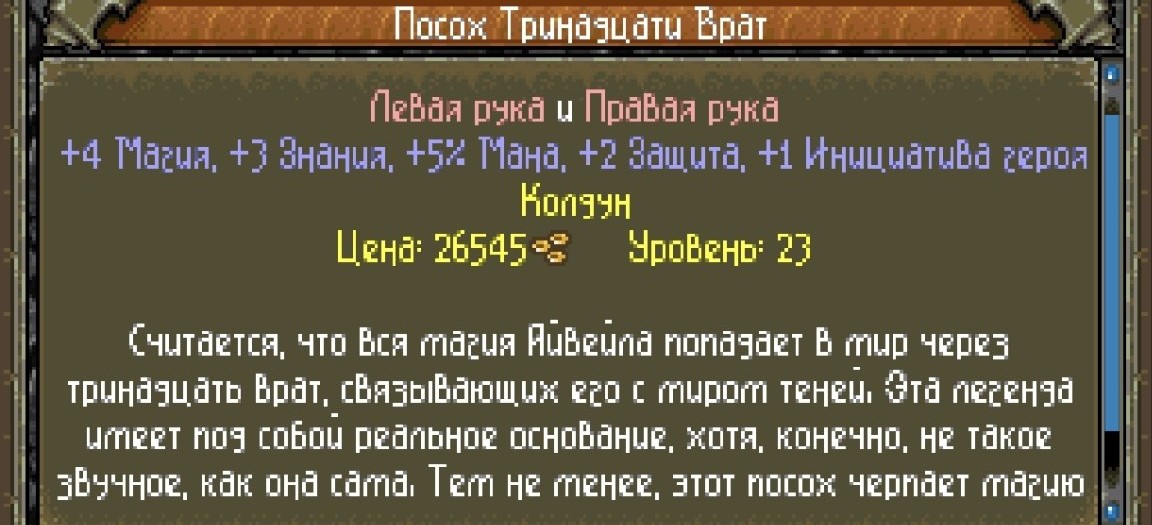 Посох Тринадцати Врат
Левая рука и Правая рука
+4 Магия, +3 Знания, +5% Мана, +2 Защита, +1 Инициатива героя
Колдун
Цена: 26545 Уровень: 23
Считается, что вся магия Айвейла попадает в мир через
тринадцать врат, связывающих его с миром теней. Эта легенда
имеет под собой реальное основание, хотя, конечно, не такое
звучное, как она сама. Тем не менее, этот посох черпает магию